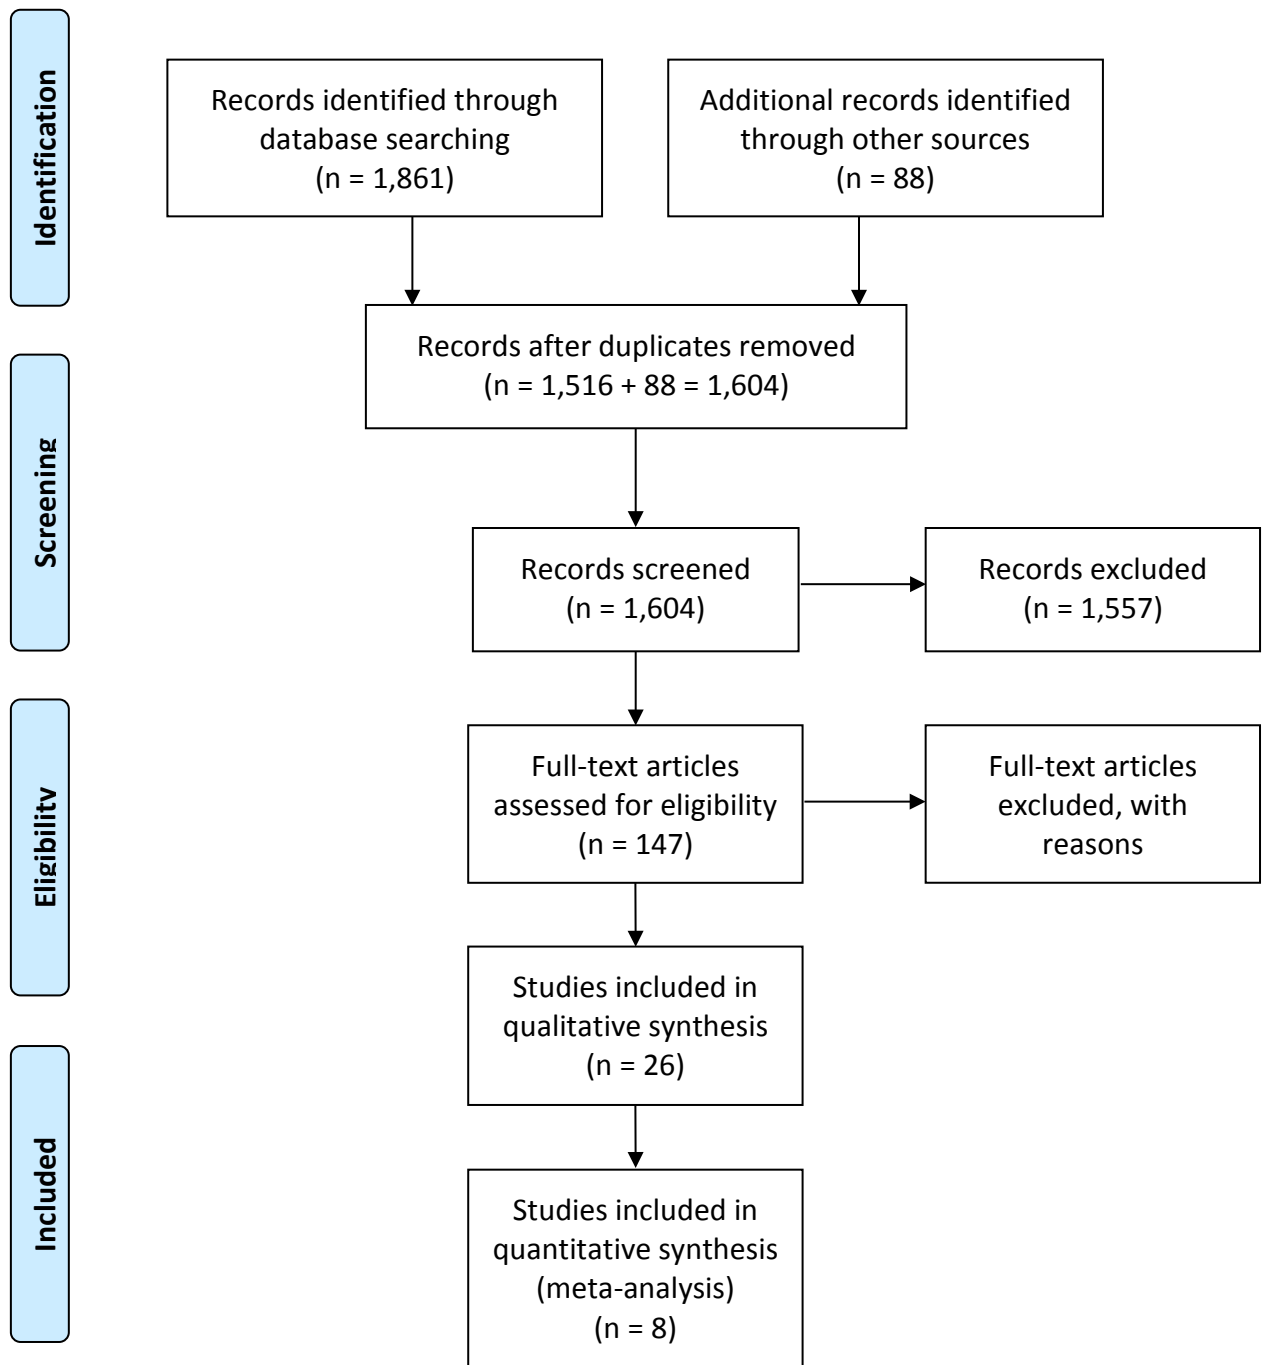 Identification
Records identified through
database searching
(n = 1,861)
Additional records identified
through other sources
(n = 88)
Records after duplicates removed
(n = 1,516 + 88 = 1,604)
Screening
Records screened
(n = 1,604)
Records excluded
(n = 1,557)
Eligibility
Full-text articles
assessed for eligibility
(n = 147)
Full-text articles
excluded, with
reasons
Studies included in
qualitative synthesis
(n = 26)
Included
Studies included in
quantitative synthesis
(meta-analysis)
(n = 8)